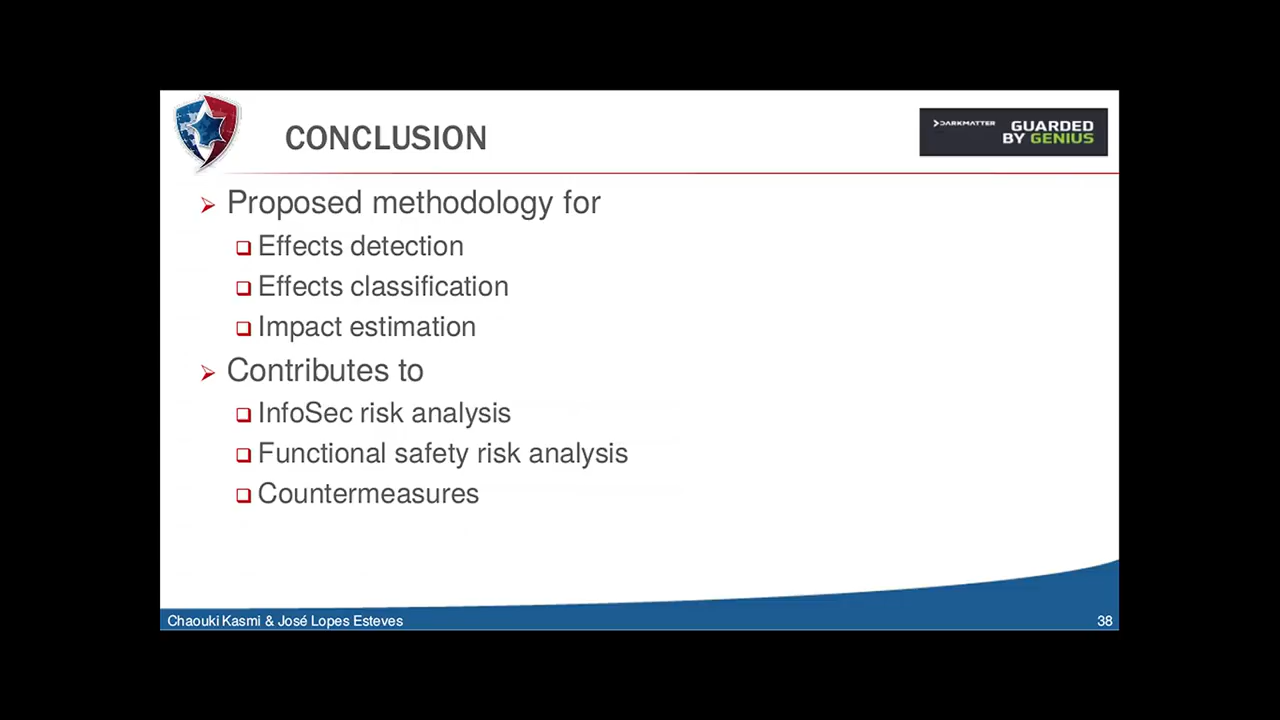 CONCLUSION
DARKMATTER
GUARDED
BY GENIUS
Proposed methodology for
Effects detection
Effects classification
Impact estimation
Contributes to
InfoSec risk analysis
Functional safety risk analysis
Countermeasures
Chaouki Kasmi & José Lopes Esteves
38